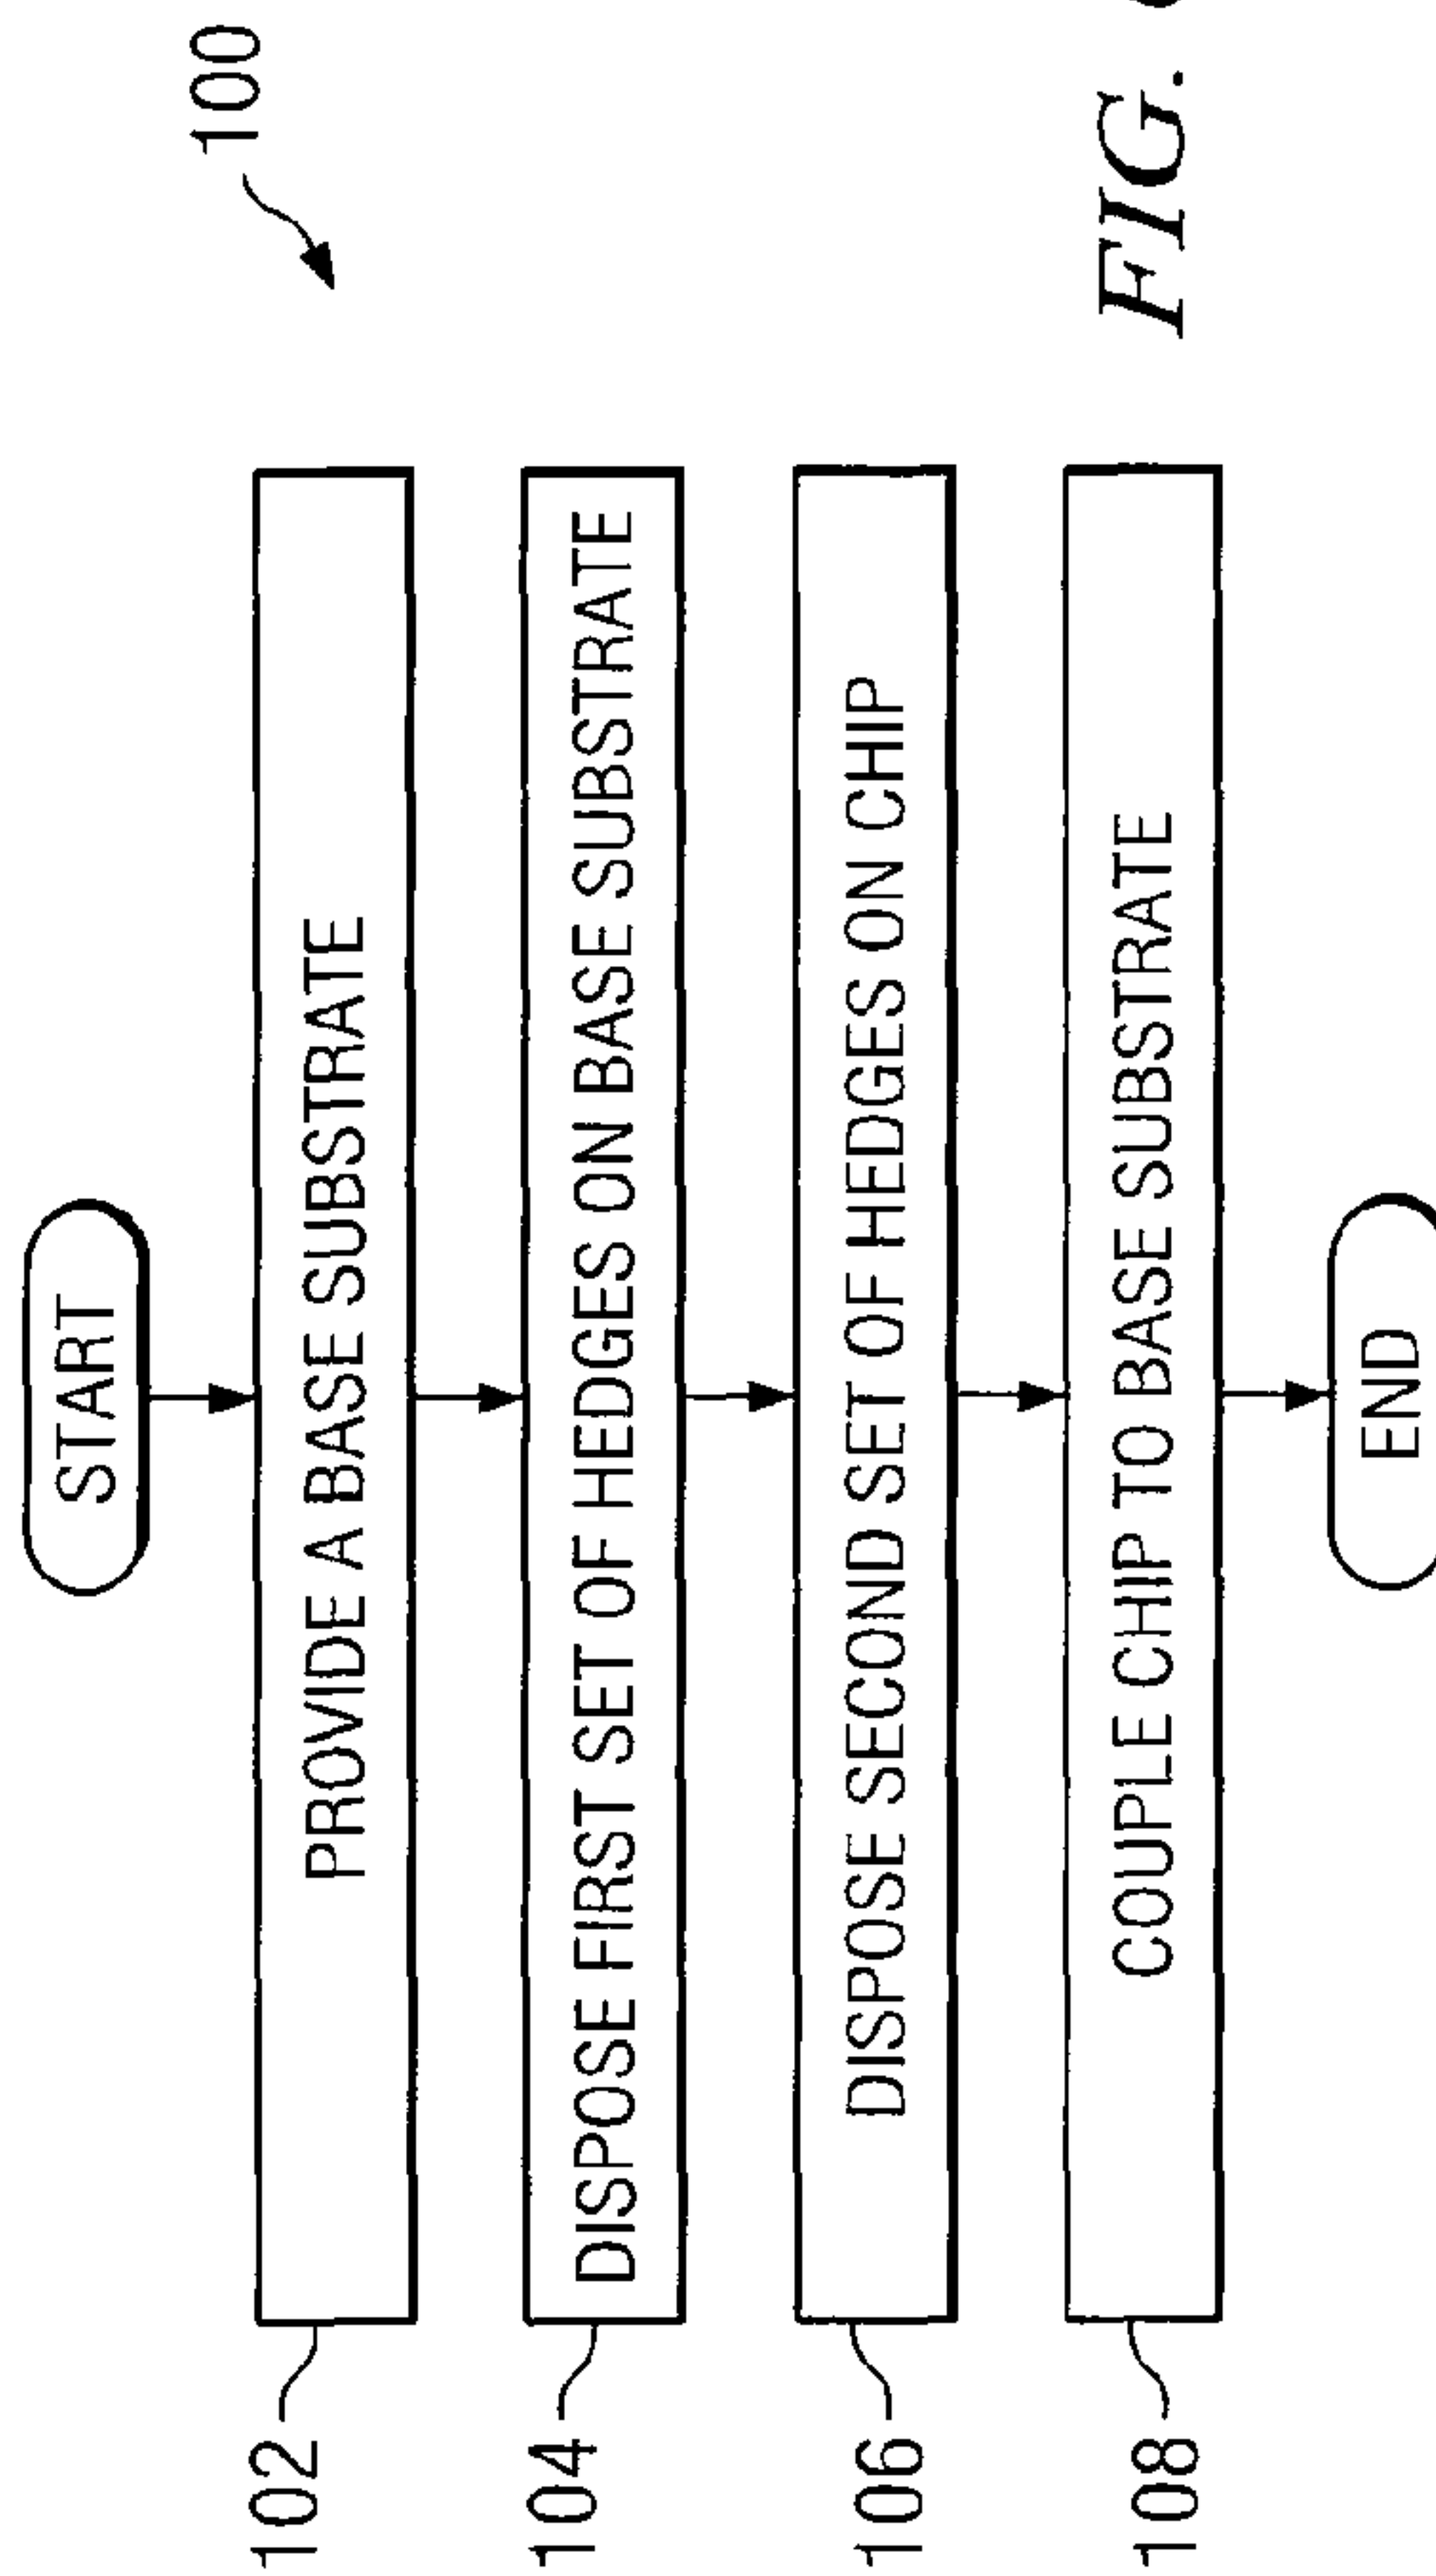 100
START
102
PROVIDE A BASE SUBSTRATE
104
DISPOSE FIRST SET OF HEDGES ON BASE SUBSTRATE
106
DISPOSE SECOND SET OF HEDGES ON CHIP
108
COUPLE CHIP TO BASE SUBSTRATE
END
FIG.